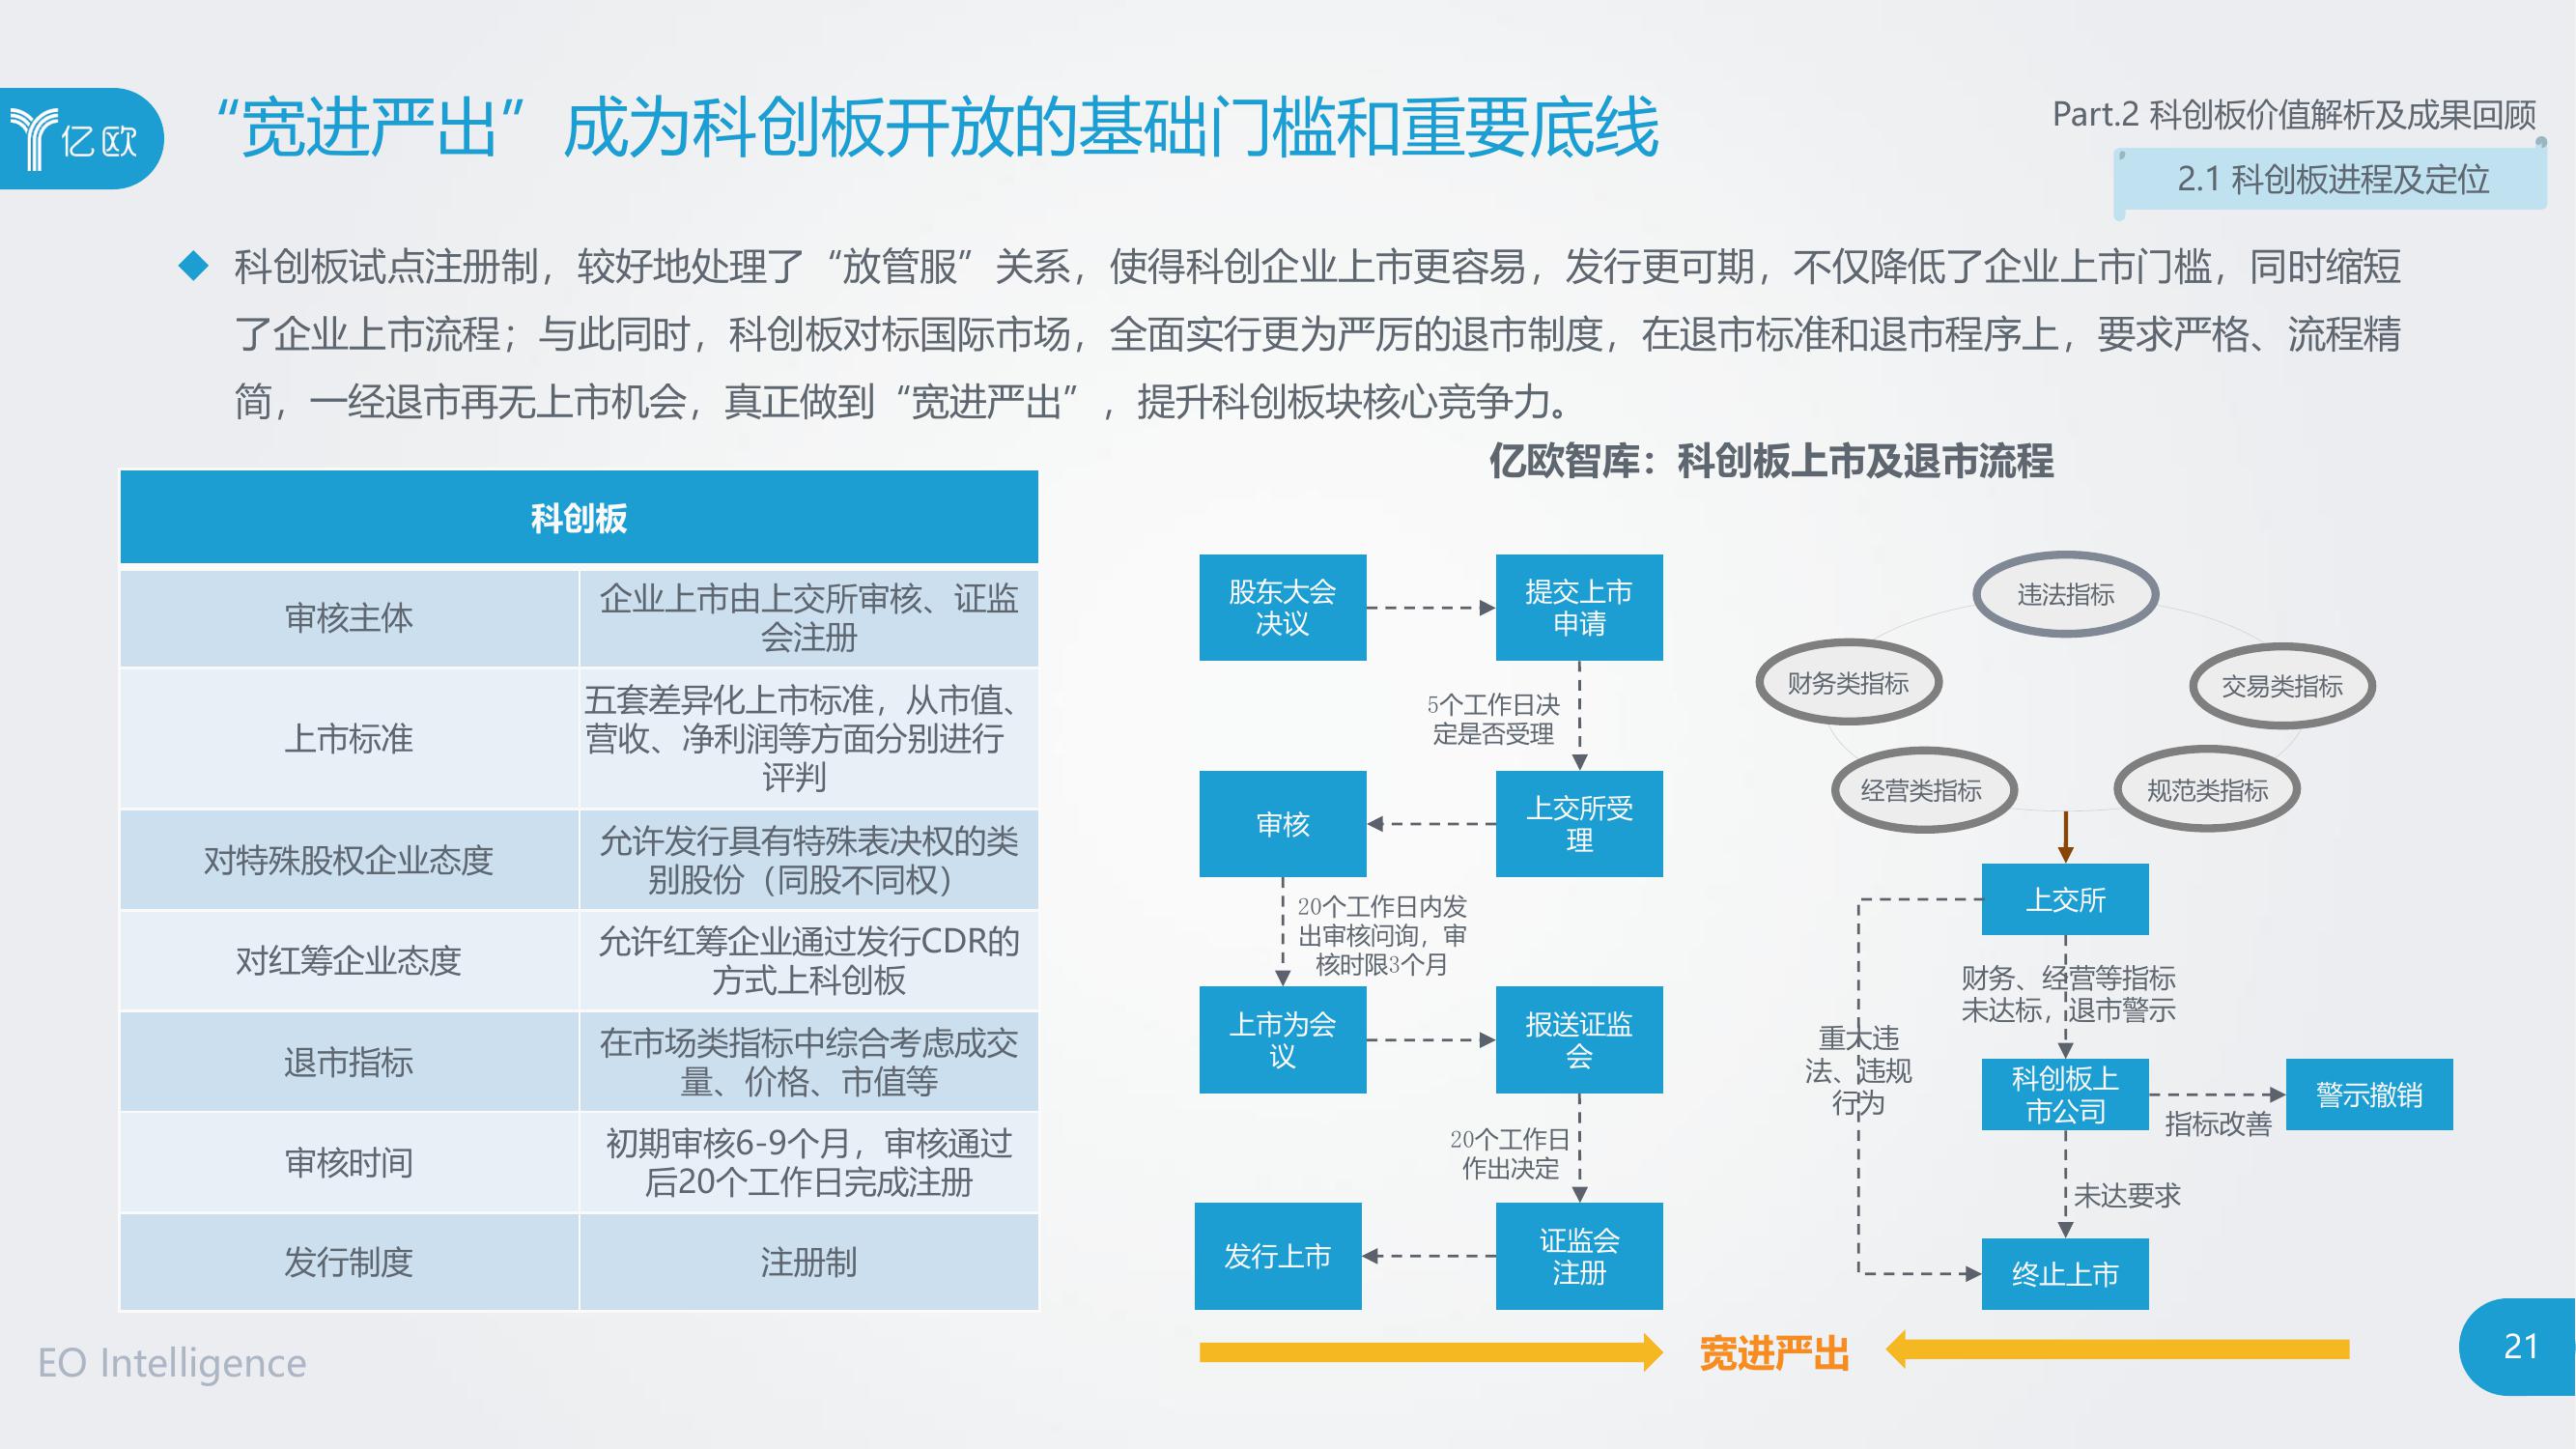 亿欧
“宽进严出”成为科创板开放的基础门槛和重要底线
Part.2 科创板价值解析及成果回顾
2.1 科创板进程及定位
科创板试点注册制，较好地处理了“放管服”关系，使得科创企业上市更容易，发行更可期，不仅降低了企业上市门槛，同时缩短
了企业上市流程；与此同时，科创板对标国际市场，全面实行更为严厉的退市制度，在退市标准和退市程序上，要求严格、流程精
简，一经退市再无上市机会，真正做到“宽进严出”，提升科创板块核心竞争力。
科创板
审核主体
企业上市由上交所审核、证监
会注册
上市标准
五套差异化上市标准，从市值、
营收、净利润等方面分别进行
评判
对特殊股权企业态度
允许发行具有特殊表决权的类
别股份（同股不同权）
对红筹企业态度
允许红筹企业通过发行CDR的
方式上科创板
退市指标
在市场类指标中综合考虑成交
量、价格、市值等
审核时间
初期审核6-9个月，审核通过
后20个工作日完成注册
发行制度
注册制
亿欧智库：科创板上市及退市流程
股东大会
决议
提交上市
申请
5个工作日决
定是否受理
审核
上交所受
理
20个工作日内发
出审核问询，审
核时限3个月
上市为会
议
报送证监
会
20个工作日
作出决定
发行上市
证监会
注册
违法指标
财务类指标
交易类指标
经营类指标
规范类指标
上交所
财务、经营等指标
未达标，退市警示
重大违
法、违规
行为
科创板上
市公司
警示撤销
指标改善
未达要求
终止上市
宽进严出
EO Intelligence
21